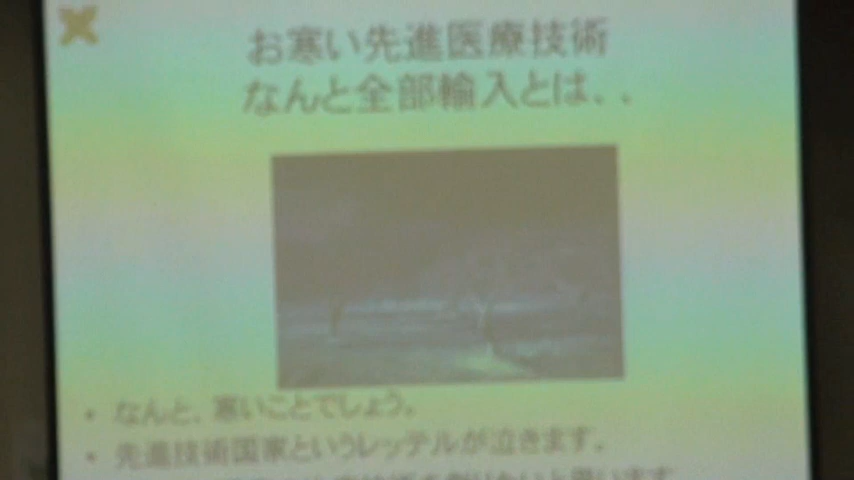 お寒い先進医療技術
なんと全部輸入とは．．
・ なんと、寒いことでしょう。
・ 先進技術国家というレッテルが泣きます。